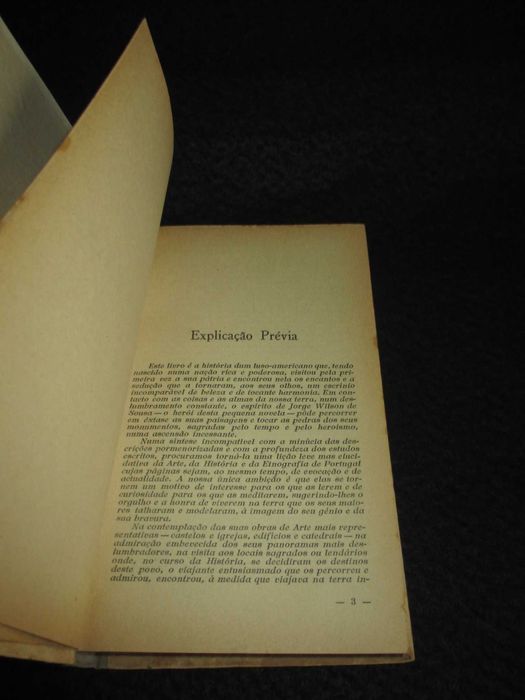 Explicação Prévia
Este livro é a história dum luso-americano que, tendo
nascido numa nação rica e poderosa, visitou pela pri-
meira vez a sua pátria e encontrou nela os encantos e a
sedução que a tornaram, aos seus olhos, um escrínio
incomparável de beleza e de tocante harmonia. Em con-
tacto com as coisas e as almas da nossa terra, num des-
lumbramento constante, o espírito de Jorge Wilson de
Sousa — o herói desta pequena novela — pôde percorrer
em êxtase as suas paisagens e tocar as pedras dos seus
monumentos, sagradas pelo tempo e pelo heroísmo,
numa ascensão incessante.
Numa síntese incompatível com a minúcia das des-
crições pormenorizadas e com a profundeza dos estudos
escritos, procuramos torná-la uma lição leve mas eluci-
dativa da Arte, da História e da Etnografia de Portugal
cujas páginas sejam, ao mesmo tempo, de evocação e de
actualidade. A nossa única ambição é que elas se tor-
nem um motivo de interesse para os que as lerem e de
curiosidade para os que as meditarem, sugerindo-lhes o
orgulho e a honra de viverem na terra que os seus maio-
res talharam e modelaram, à imagem do seu génio e da
sua bravura.
Na contemplação das suas obras de Arte mais repre-
sentativas — castelos e igrejas, edifícios e catedrais — na
admiração embevecida dos seus panoramas mais des-
lumbradores, na visita aos locais sagrados ou lendários
onde, no curso da História, se decidiram os destinos
deste povo, o viajante entusiasmado que os percorreu e
admirou, encontrou, à medida que viajava na terra in-
— 3 —